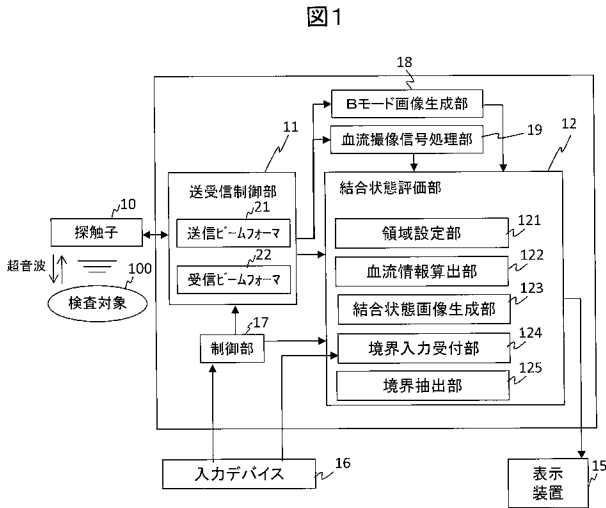 図1
18
Bモード画像生成部
11
血流撮像信号処理部
19
12
送受信制御部
結合状態評価部
10
21
探触子
送信ビームフォーマ
領域設定部
121
超音波
22
血流情報算出部
122
100
受信ビームフォーマ
検査対象
結合状態画像生成部
123
17
制御部
境界入力受付部
124
境界抽出部
125
入力デバイス
16
表示
装置
15